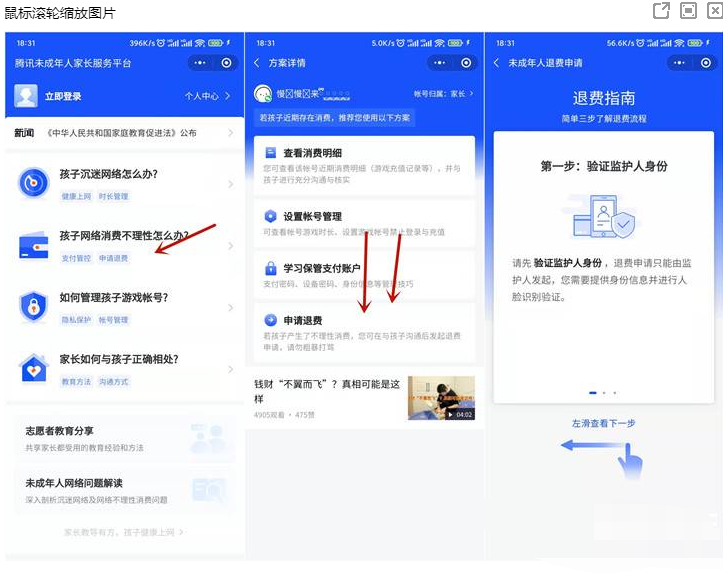 鼠标滚轮缩放图片
18:31
396K/s
腾讯未成年人家长服务平台
立即登录
个人中心
新闻 《中华人民共和国家庭教育促进法》公布
孩子沉迷网络怎么办?
健康上网 时长管理
孩子网络消费不理性怎么办?
支付管控 申请退费
如何管理孩子游戏帐号?
隐私保护 帐号管理
家长如何与孩子正确相处?
教育方法 沟通方式
志愿者教育分享
共享家长都受用的教育经验和方法
未成年人网络问题解读
深入剖析沉迷网络及网络不理性消费问题
家长教导有方，孩子健康上网
18:31
5.0K/s
方案详情
帐号归属：家长
若孩子近期存在消费，推荐您使用以下方案
查看消费明细
您可查看该帐号近期消费明细（游戏充值记录等），并与
孩子进行充分沟通与核实
设置帐号管理
可查看帐号游戏时长、设置游戏帐号禁止登录与充值
学习保管支付账户
支付密码、设备密码、身份信息等管理技巧
申请退费
若孩子产生了不理性消费，您可在与孩子沟通后发起退费
申请，请勿粗暴打骂
钱财“不翼而飞”？真相可能是这
样
4905观看 · 475赞
04:02
18:31
56.6K/s
未成年人退费申请
退费指南
简单三步了解退费流程
第一步：验证监护人身份
请先 验证监护人身份 ，退费申请只能由监
护人发起，您需要提供身份信息并进行人
脸识别验证。
左滑查看下一步